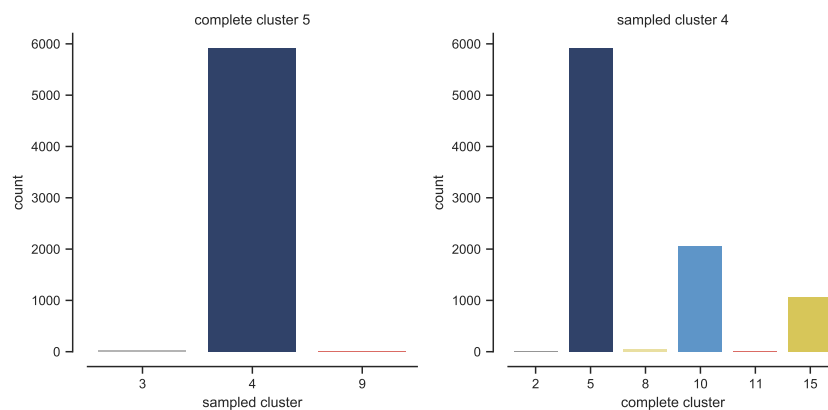 complete cluster 5
6000
5000
4000
3000
2000
1000
0
count
3 4 9
sampled cluster
sampled cluster 4
6000
5000
4000
3000
2000
1000
0
count
2 5 8 10 11 15
complete cluster